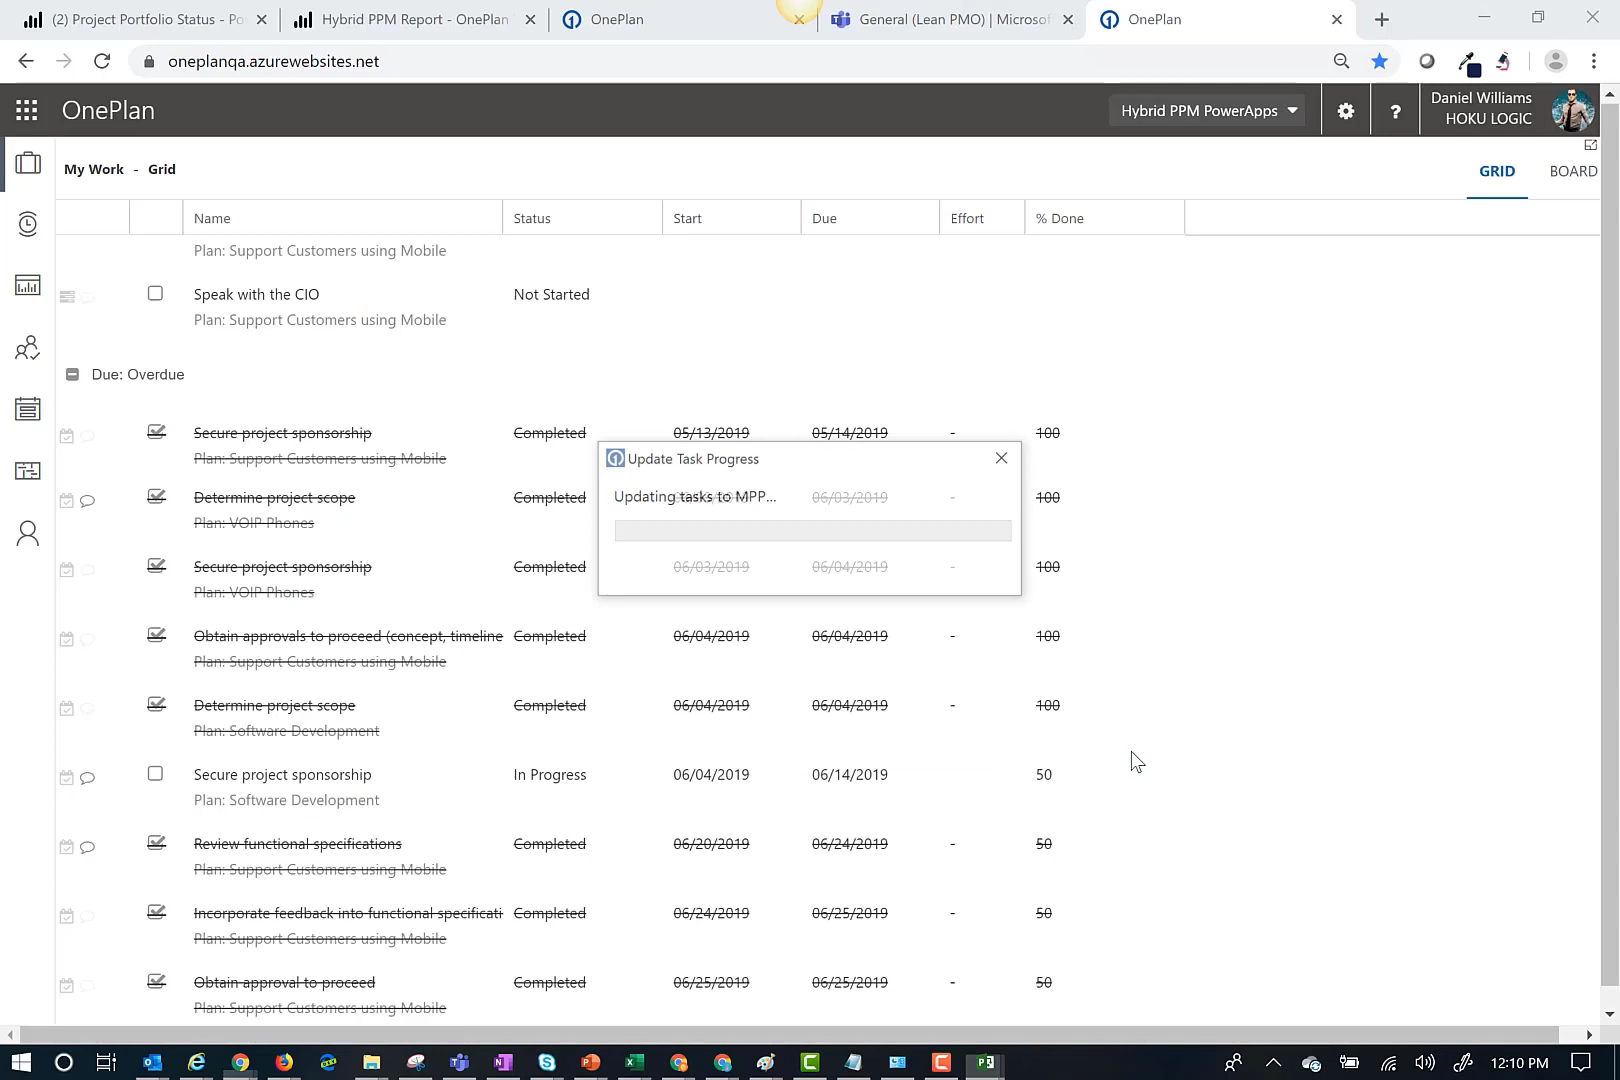 (2) Project Portfolio Status - Po
Hybrid PPM Report - OnePlan
OnePlan
General (Lean PMO) | Microsof
OnePlan
oneplanqa.azurewebsites.net
OnePlan
Hybrid PPM PowerApps
?
Daniel Williams
HOKU LOGIC
My Work - Grid
GRID
BOARD
Name
Status
Start
Due
Effort
% Done
Plan: Support Customers using Mobile
Speak with the CIO
Not Started
Plan: Support Customers using Mobile
Due: Overdue
Secure project sponsorship
Completed
05/13/2019
05/14/2019
-
100
Plan: Support Customers using Mobile
Update Task Progress
Updating tasks to MPP...
Determine project scope
Completed
06/03/2019
-
100
Plan: VOIP Phones
Secure project sponsorship
Completed
06/03/2019
06/04/2019
-
100
Plan: VOIP Phones
Obtain approvals to proceed (concept, timeline
Completed
06/04/2019
06/04/2019
-
100
Plan: Support Customers using Mobile
Determine project scope
Completed
06/04/2019
06/04/2019
-
100
Plan: Software Development
Secure project sponsorship
In Progress
06/04/2019
06/14/2019
50
Plan: Software Development
Review functional specifications
Completed
06/20/2019
06/24/2019
-
50
Plan: Support Customers using Mobile
Incorporate feedback into functional specificati
Completed
06/24/2019
06/25/2019
-
50
Plan: Support Customers using Mobile
Obtain approval to proceed
Completed
06/25/2019
06/25/2019
-
50
Plan: Support Customers using Mobile
12:10 PM